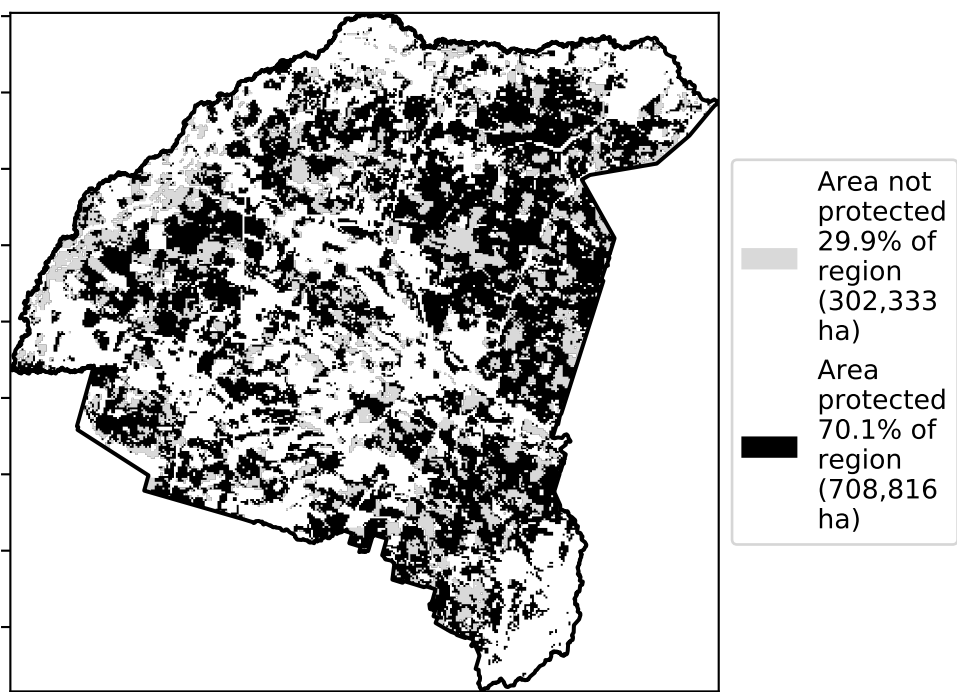 Area not
protected
29.9% of
region
(302,333
ha)
Area
protected
70.1% of
region
(708,816
ha)